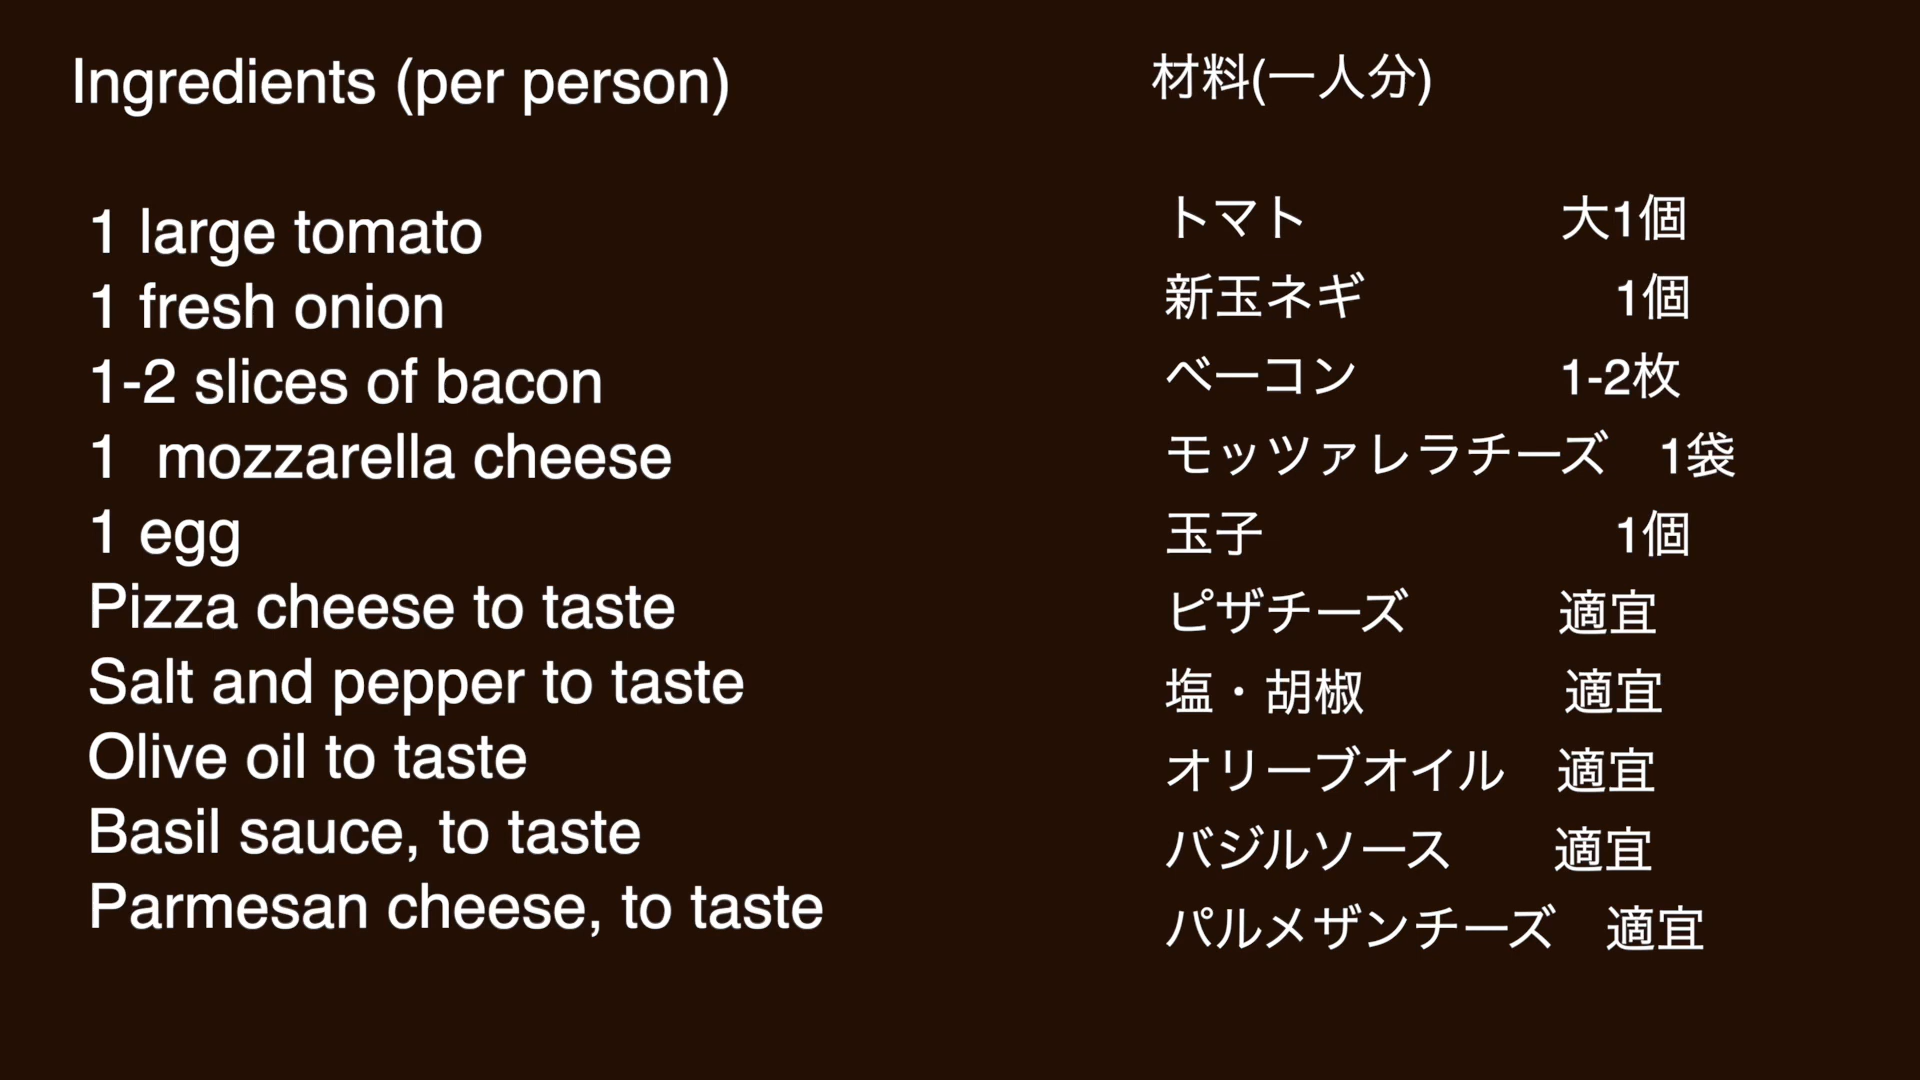 Ingredients (per person)
1 large tomato
1 fresh onion
1-2 slices of bacon
1  mozzarella cheese
1 egg
Pizza cheese to taste
Salt and pepper to taste
Olive oil to taste
Basil sauce, to taste
Parmesan cheese, to taste
材料(一人分)
トマト 大1個
新玉ネギ 1個
ベーコン 1-2枚
モッツァレラチーズ 1袋
玉子 1個
ピザチーズ 適宜
塩・胡椒 適宜
オリーブオイル 適宜
バジルソース 適宜
パルメザンチーズ 適宜